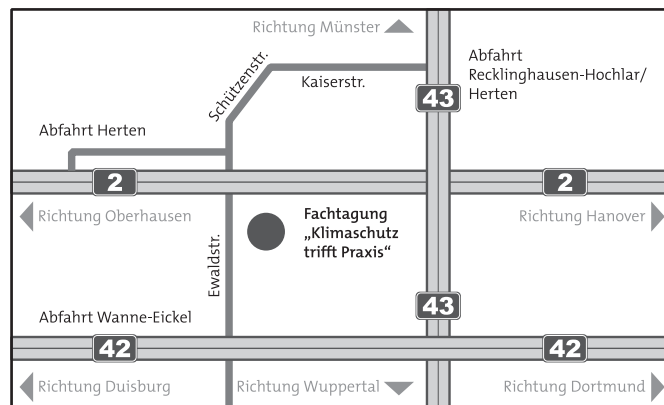 Richtung Münster
Abfahrt
Recklinghausen-Hochlar/
Herten
Schützenstr.
Kaiserstr.
43
Abfahrt Herten
2
2
Richtung Oberhausen
Fachtagung
„Klimaschutz
trifft Praxis“
Richtung Hanover
Ewaldstr.
43
Abfahrt Wanne-Eickel
42
42
Richtung Duisburg
Richtung Wuppertal
Richtung Dortmund